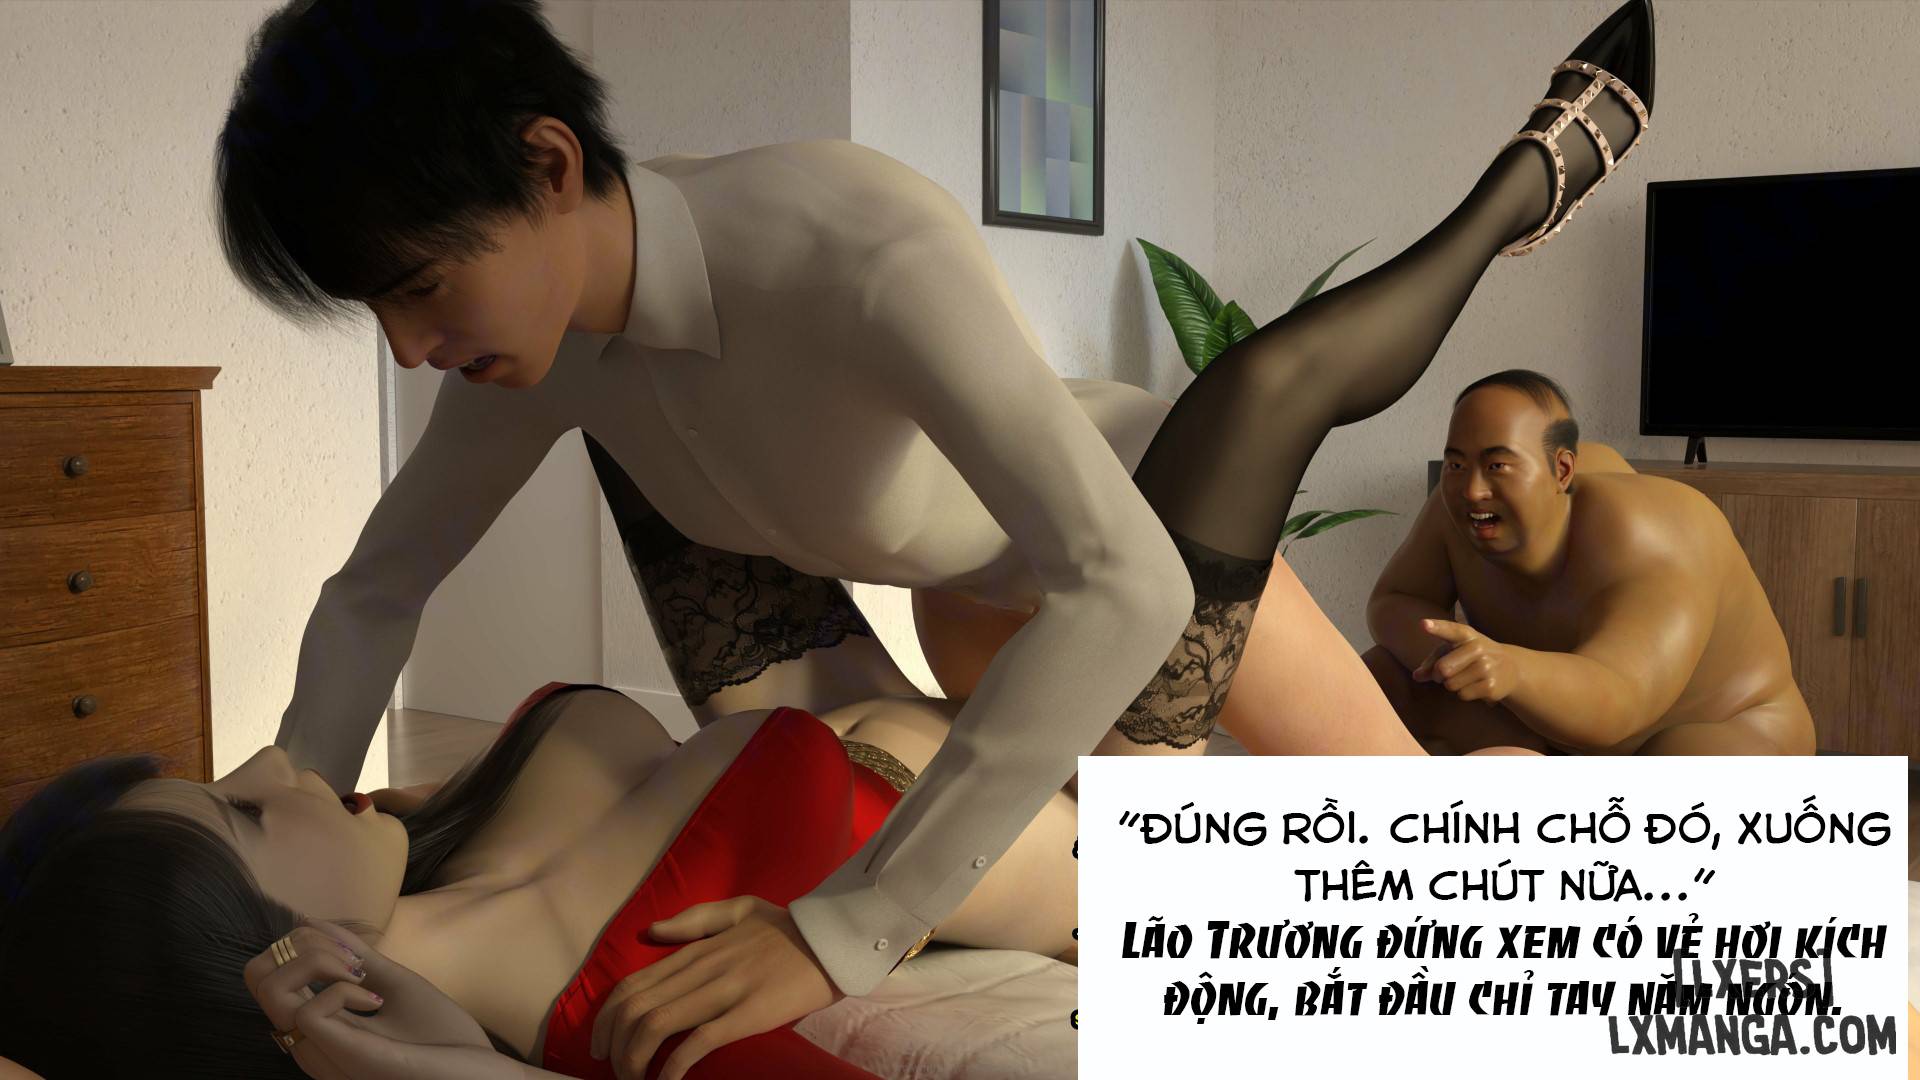 "ĐÚNG RỒI. CHÍNH CHỖ ĐÓ, XUỐNG
THÊM CHÚT NỮA..."
LÃO TRƯƠNG ĐỨNG XEM CÓ VẺ HƠI KÍCH
ĐỘNG, BẮT ĐẦU CHỈ TAY NĂM NGÓN.
[LXERS]
LXMANGA.COM